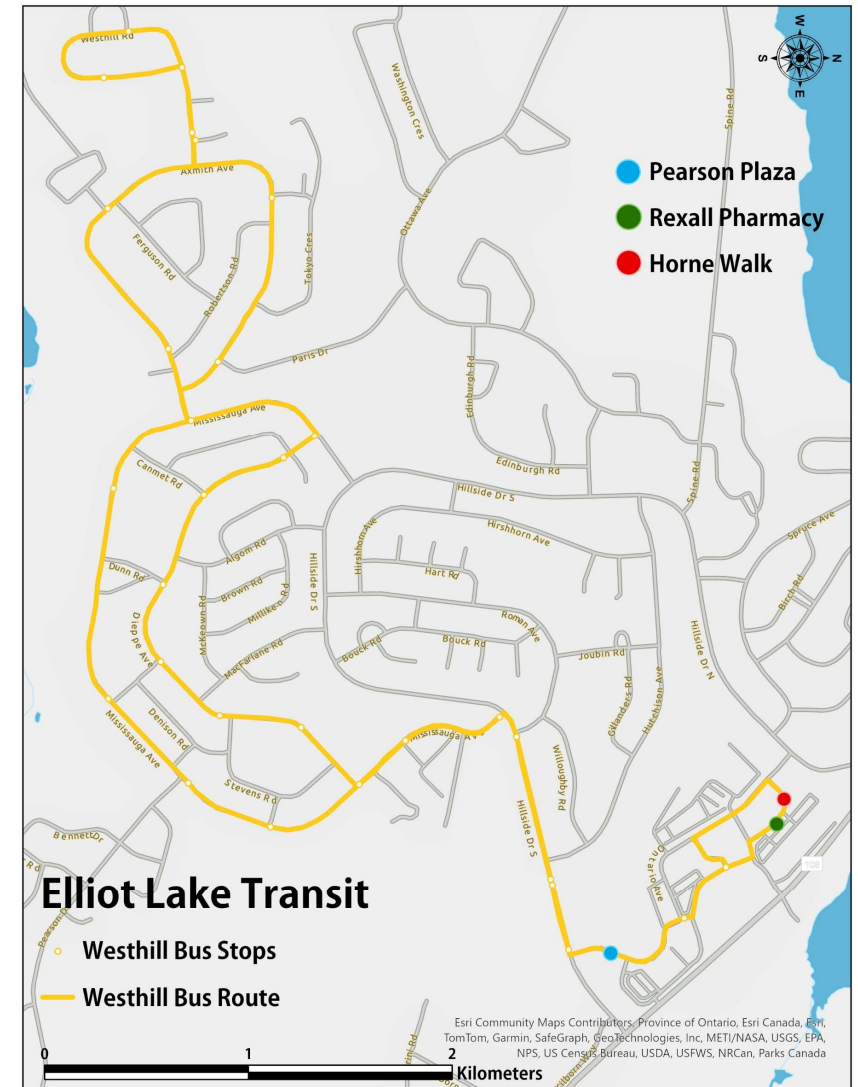 W
S
N
E
Westhill Rd
Washington Cres
Spine Rd
Pearson Plaza
Rexall Pharmacy
Horne Walk
Axmith Ave
Ottawa Ave
Ferguson Rd
Robertson Rd
Tokyo Cres
Paris Dr
Edinburgh Rd
Mississauga Ave
Canmet Rd
Edinburgh Rd
Spine Rd
Hillside Dr S
Hirshhorn Ave
Hirshhorn Ave
Spruce Ave
Algom Rd
Hillside Dr S
Dunn Rd
Brown Rd
Hart Rd
Birch Rd
Milliken Rd
McKeown Rd
Roman Ave
Dieppe Ave
MacFarlane Rd
Bouck Rd
Bouck Rd
Joubin Rd
Hillside Dr N
Gillanders Rd
Hutchison Ave
Mississauga Ave
Denison Rd
Mississauga Ave
Willoughby Rd
Stevens Rd
Hillside Dr S
Bennett Dr
Rd
Ontario Ave
108
Elliot Lake Transit
Pearson Dr
Westhill Bus Stops
Westhill Bus Route
Esri Community Maps Contributors, Province of Ontario, Esri Canada, Esri,
TomTom, Garmin, SafeGraph, GeoTechnologies, Inc, METI/NASA, USGS, EPA,
NPS, US Census Bureau, USDA, USFWS, NRCan, Parks Canada
0 1 2
Kilometers